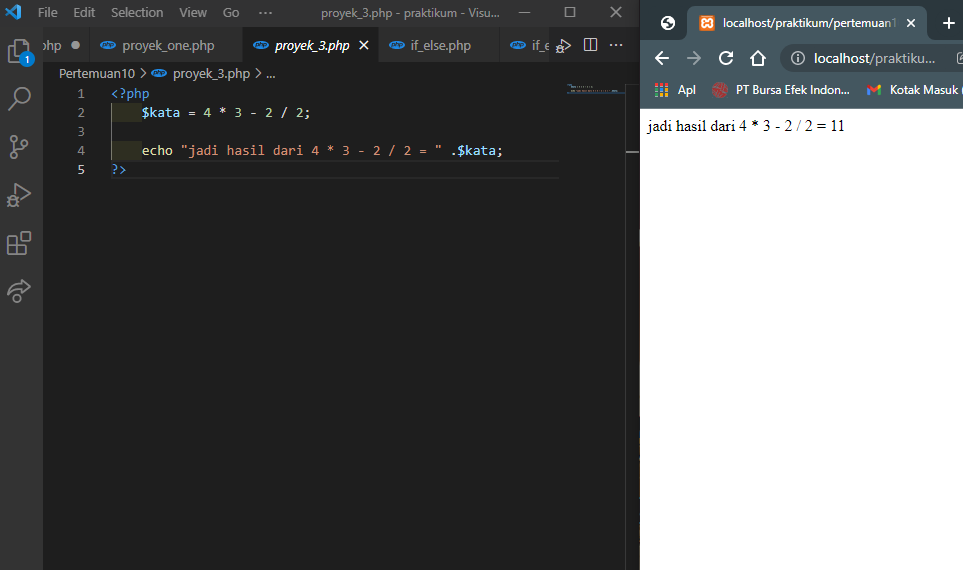 File Edit Selection View Go ··· proyek_3.php - praktikum - Visu...
php ● proyek_one.php proyek_3.php if_else.php if_e ···
1
Pertemuan10 > proyek_3.php > ...
1 <?php
2 $kata = 4 * 3 - 2 / 2;
3
4 echo "jadi hasil dari 4 * 3 - 2 / 2 = " .$kata;
5 ?>
localhost/praktikum/pertemuan1
localhost/praktiku...
Apl PT Bursa Efek Indon... Kotak Masuk (
jadi hasil dari 4 * 3 - 2 / 2 = 11